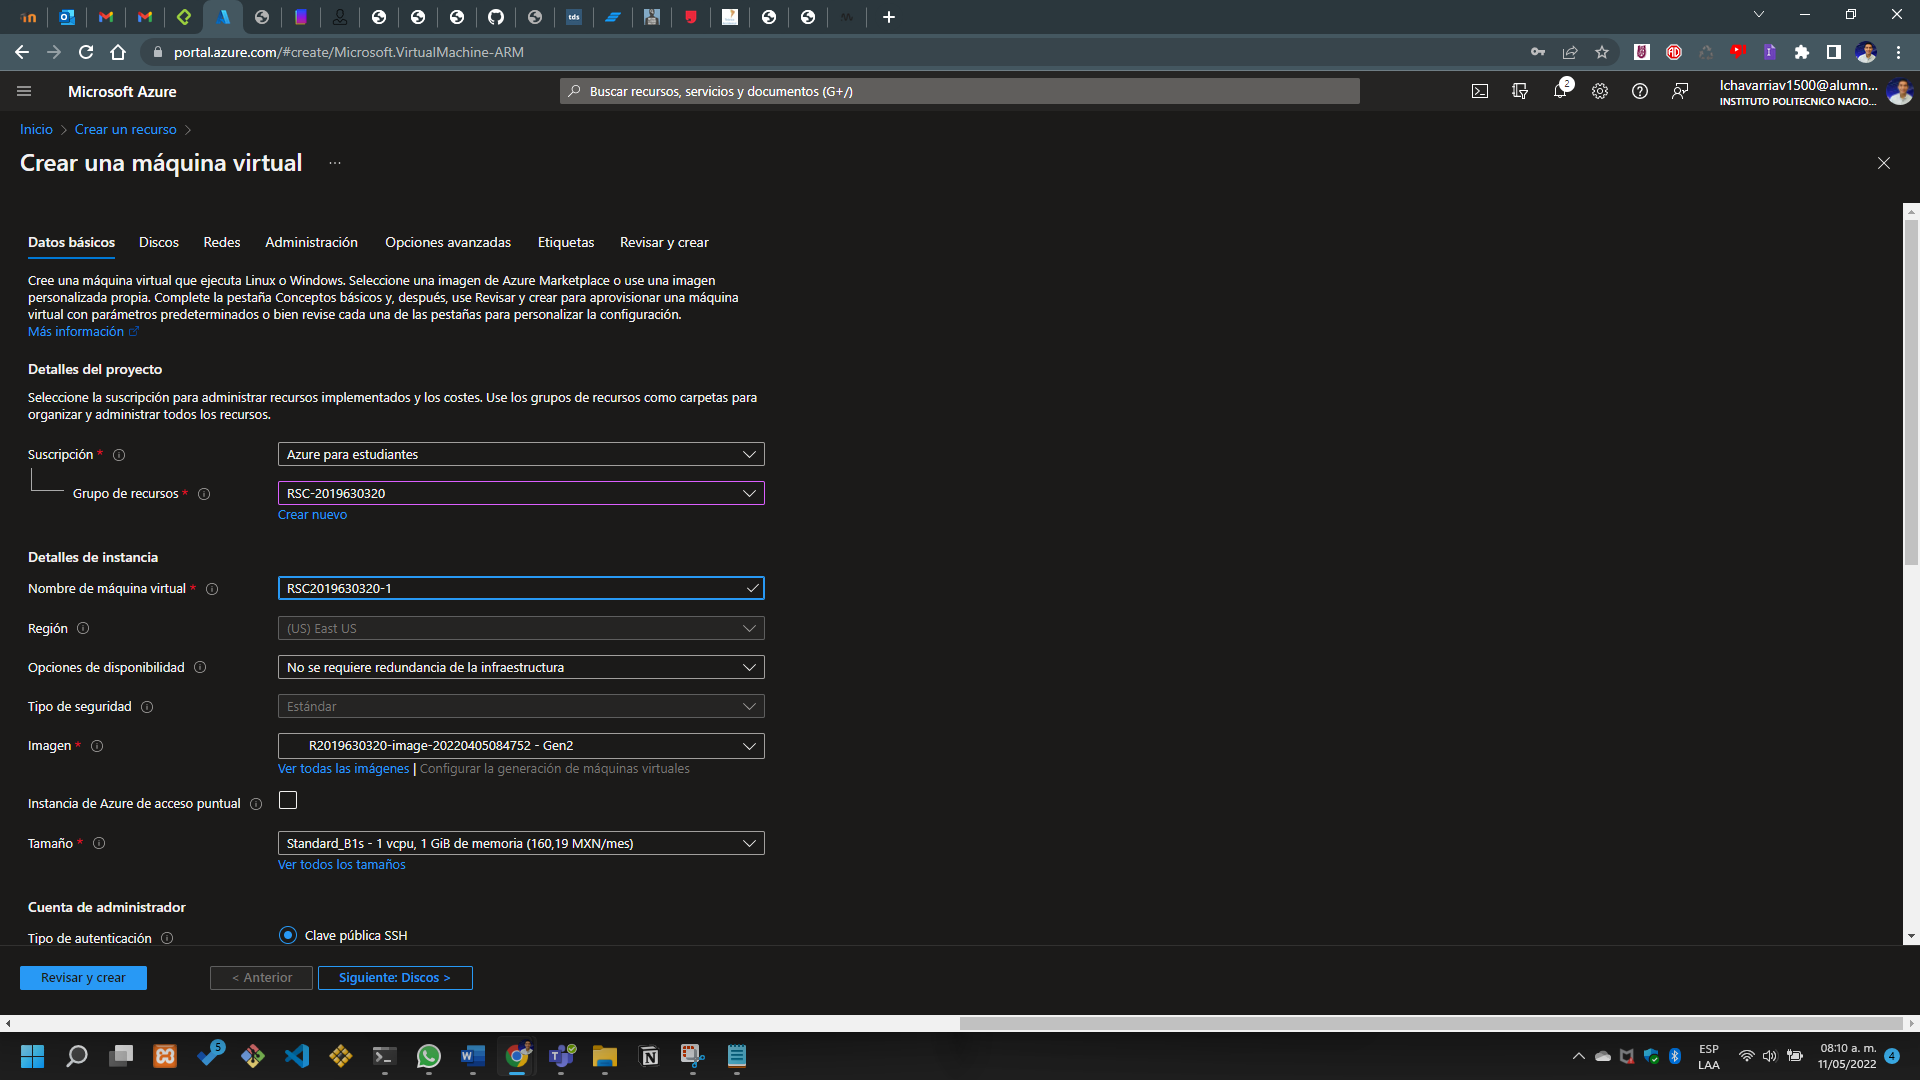 portal.azure.com/#create/Microsoft.VirtualMachine-ARM
Microsoft Azure
Buscar recursos, servicios y documentos (G+/)
2
lchavarriav1500@alumn...
INSTITUTO POLITECNICO NACIO...
Inicio > Crear un recurso >
Crear una máquina virtual ...
Datos básicos Discos Redes Administración Opciones avanzadas Etiquetas Revisar y crear
Cree una máquina virtual que ejecuta Linux o Windows. Seleccione una imagen de Azure Marketplace o use una imagen
personalizada propia. Complete la pestaña Conceptos básicos y, después, use Revisar y crear para aprovisionar una máquina
virtual con parámetros predeterminados o bien revise cada una de las pestañas para personalizar la configuración.
Más información
Detalles del proyecto
Seleccione la suscripción para administrar recursos implementados y los costes. Use los grupos de recursos como carpetas para
organizar y administrar todos los recursos.
Suscripción * Azure para estudiantes
Grupo de recursos * RSC-2019630320
Crear nuevo
Detalles de instancia
Nombre de máquina virtual * RSC2019630320-1
Región (US) East US
Opciones de disponibilidad No se requiere redundancia de la infraestructura
Tipo de seguridad Estándar
Imagen * R2019630320-image-20220405084752 - Gen2
Ver todas las imágenes | Configurar la generación de máquinas virtuales
Instancia de Azure de acceso puntual
Tamaño * Standard_B1s - 1 vcpu, 1 GiB de memoria (160,19 MXN/mes)
Ver todos los tamaños
Cuenta de administrador
Tipo de autenticación Clave pública SSH
Revisar y crear < Anterior Siguiente: Discos >
5
ESP
LAA
08:10 a. m.
11/05/2022
4